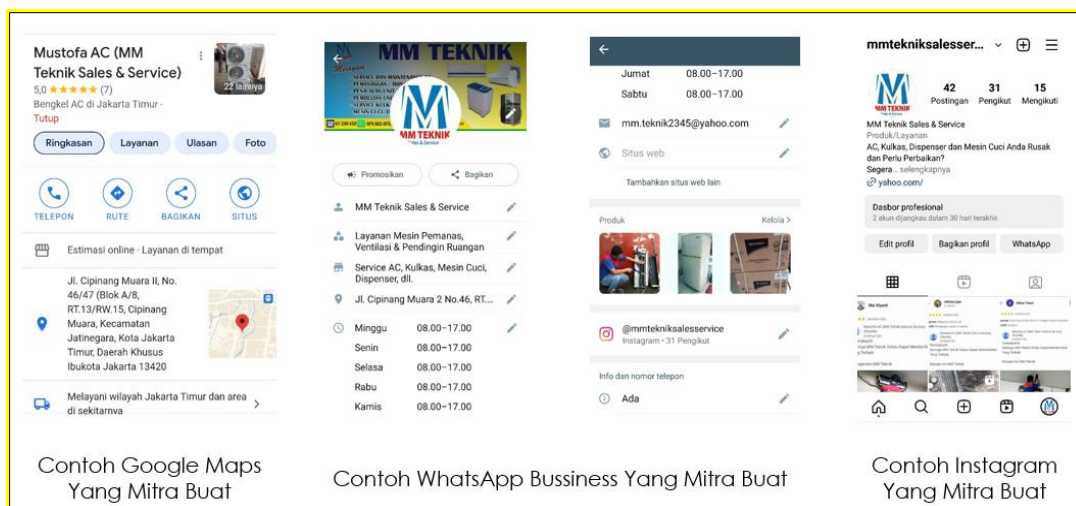 Mustofa AC (MM
Teknik Sales & Service)
5,0 ★★★★★ (7)
Bengkel AC di Jakarta Timur ·
Tutup
22 lainnya
Ringkasan
Layanan
Ulasan
Foto
TELEPON
RUTE
BAGIKAN
SITUS
Estimasi online · Layanan di tempat
Jl. Cipinang Muara II, No.
46/47 (Blok A/8,
RT.13/RW.15, Cipinang
Muara, Kecamatan
Jatinegara, Kota Jakarta
Timur, Daerah Khusus
Ibukota Jakarta 13420
Melayani wilayah Jakarta Timur dan area
di sekitarnya
Contoh Google Maps
Yang Mitra Buat
MM TEKNIK
Melayani
MM TEKNIK
Promosikan
Bagikan
MM Teknik Sales & Service
Layanan Mesin Pemanas,
Ventilasi & Pendingin Ruangan
Service AC, Kulkas, Mesin Cuci,
Dispenser, dll.
Jl. Cipinang Muara 2 No.46, RT....
Minggu 08.00–17.00
Senin 08.00–17.00
Selasa 08.00–17.00
Rabu 08.00–17.00
Kamis 08.00–17.00
Jumat 08.00–17.00
Sabtu 08.00–17.00
mm.teknik2345@yahoo.com
Situs web
Tambahkan situs web lain
Produk
Kelola
@mmtekniksalesservice
Instagram • 31 Pengikut
Info dan nomor telepon
Ada
Contoh WhatsApp Bussiness Yang Mitra Buat
mmtekniksalesser...
42
Postingan
31
Pengikut
15
Mengikuti
MM TEKNIK
MM Teknik Sales & Service
Produk/Layanan
AC, Kulkas, Dispenser dan Mesin Cuci Anda Rusak
dan Perlu Perbaikan?
Segera... selengkapnya
yahoo.com/
Dasbor profesional
2 akun dijangkau dalam 30 hari terakhir.
Edit profil
Bagikan profil
WhatsApp
Contoh Instagram
Yang Mitra Buat